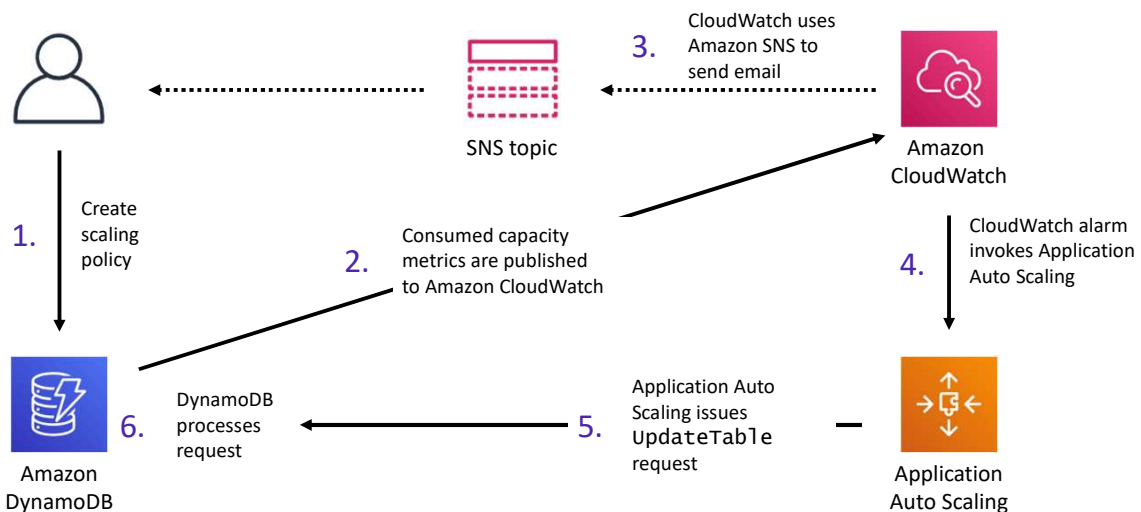 3.
CloudWatch uses
Amazon SNS to
send email
SNS topic
Amazon
CloudWatch
1.
Create
scaling
policy
2.
Consumed capacity
metrics are published
to Amazon CloudWatch
4.
CloudWatch alarm
invokes Application
Auto Scaling
6.
DynamoDB
processes
request
5.
Application Auto
Scaling issues
UpdateTable
request
Amazon
DynamoDB
Application
Auto Scaling